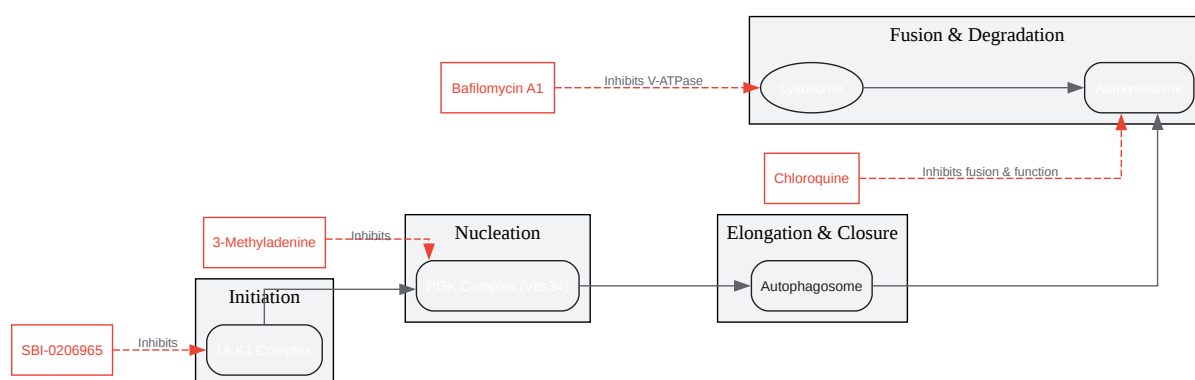 Fusion & Degradation
Bafilomycin A1
Inhibits V-ATPase
Lysosome
Autolysosome
Chloroquine
Inhibits fusion & function
3-Methyladenine
Inhibits
Nucleation
PI3K Complex (Vps34)
Elongation & Closure
Autophagosome
Initiation
SBI-0206965
Inhibits
ULK1 Complex